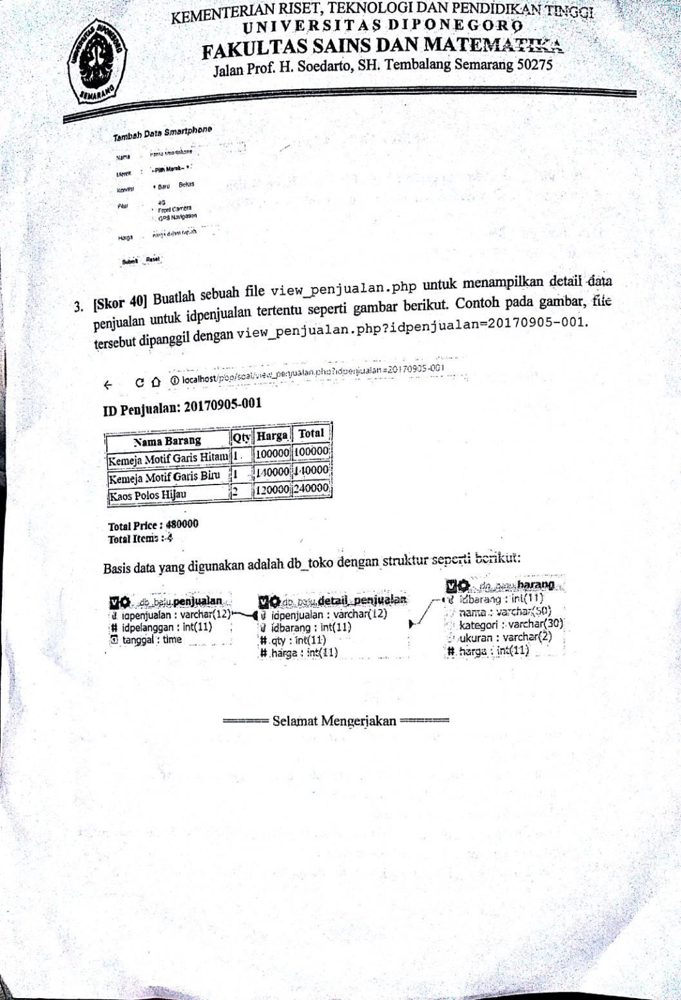 KEMENTERIAN RISET, TEKNOLOGI DAN PENDIDIKAN TINGGI
UNIVERSITAS DIPONEGORO
FAKULTAS SAINS DAN MATEMATIKA
Jalan Prof. H. Soedarto, SH. Tembalang Semarang 50275
UNIVERSITAS DIPONEGORO
SEMARANG
Tambah Data Smartphone
Nama : nama smartphone
Merek : --Pilih Merek--
Kondisi Baru Bekas
Fitur 4G
Front Camera
GPS Navigation
Harga harga dalam rupiah
Submit Reset
3. [Skor 40] Buatlah sebuah file view_penjualan.php untuk menampilkan detail data
penjualan untuk idpenjualan tertentu seperti gambar berikut. Contoh pada gambar, file
tersebut dipanggil dengan view_penjualan.php?idpenjualan=20170905-001.
localhost/pbp/soal/view_penjualan.php?idpenjualan=20170905-001
ID Penjualan: 20170905-001
Nama Barang Qty Harga Total
Kemeja Motif Garis Hitam 1 100000 100000
Kemeja Motif Garis Biru 1 140000 140000
Kaos Polos Hijau 2 120000 240000
Total Price : 480000
Total Items : 4
Basis data yang digunakan adalah db_toko dengan struktur seperti berikut:
db_baju penjualan
idpenjualan : varchar(12)
# idpelanggan : int(11)
tanggal : time
db_baju detail_penjualan
idpenjualan : varchar(12)
idbarang : int(11)
# qty : int(11)
# harga : int(11)
db_baju barang
idbarang : int(11)
nama : varchar(50)
kategori : varchar(30)
ukuran : varchar(2)
# harga : int(11)
====== Selamat Mengerjakan ======